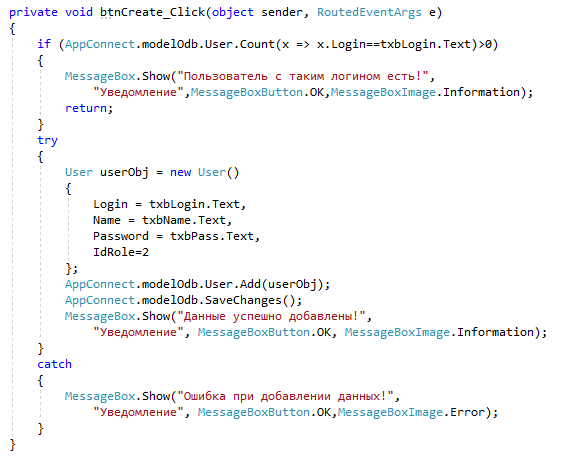 private void btnCreate_Click(object sender, RoutedEventArgs e)
{
if (AppConnect.modelOdb.User.Count(x => x.Login==txbLogin.Text)>0)
{
MessageBox.Show("Пользователь с таким логином есть!",
"Уведомление",MessageBoxButton.OK,MessageBoxImage.Information);
return;
}
try
{
User userObj = new User()
{
Login = txbLogin.Text,
Name = txbName.Text,
Password = txbPass.Text,
IdRole=2
};
AppConnect.modelOdb.User.Add(userObj);
AppConnect.modelOdb.SaveChanges();
MessageBox.Show("Данные успешно добавлены!",
"Уведомление", MessageBoxButton.OK, MessageBoxImage.Information);
}
catch
{
MessageBox.Show("Ошибка при добавлении данных!",
"Уведомление", MessageBoxButton.OK,MessageBoxImage.Error);
}
}